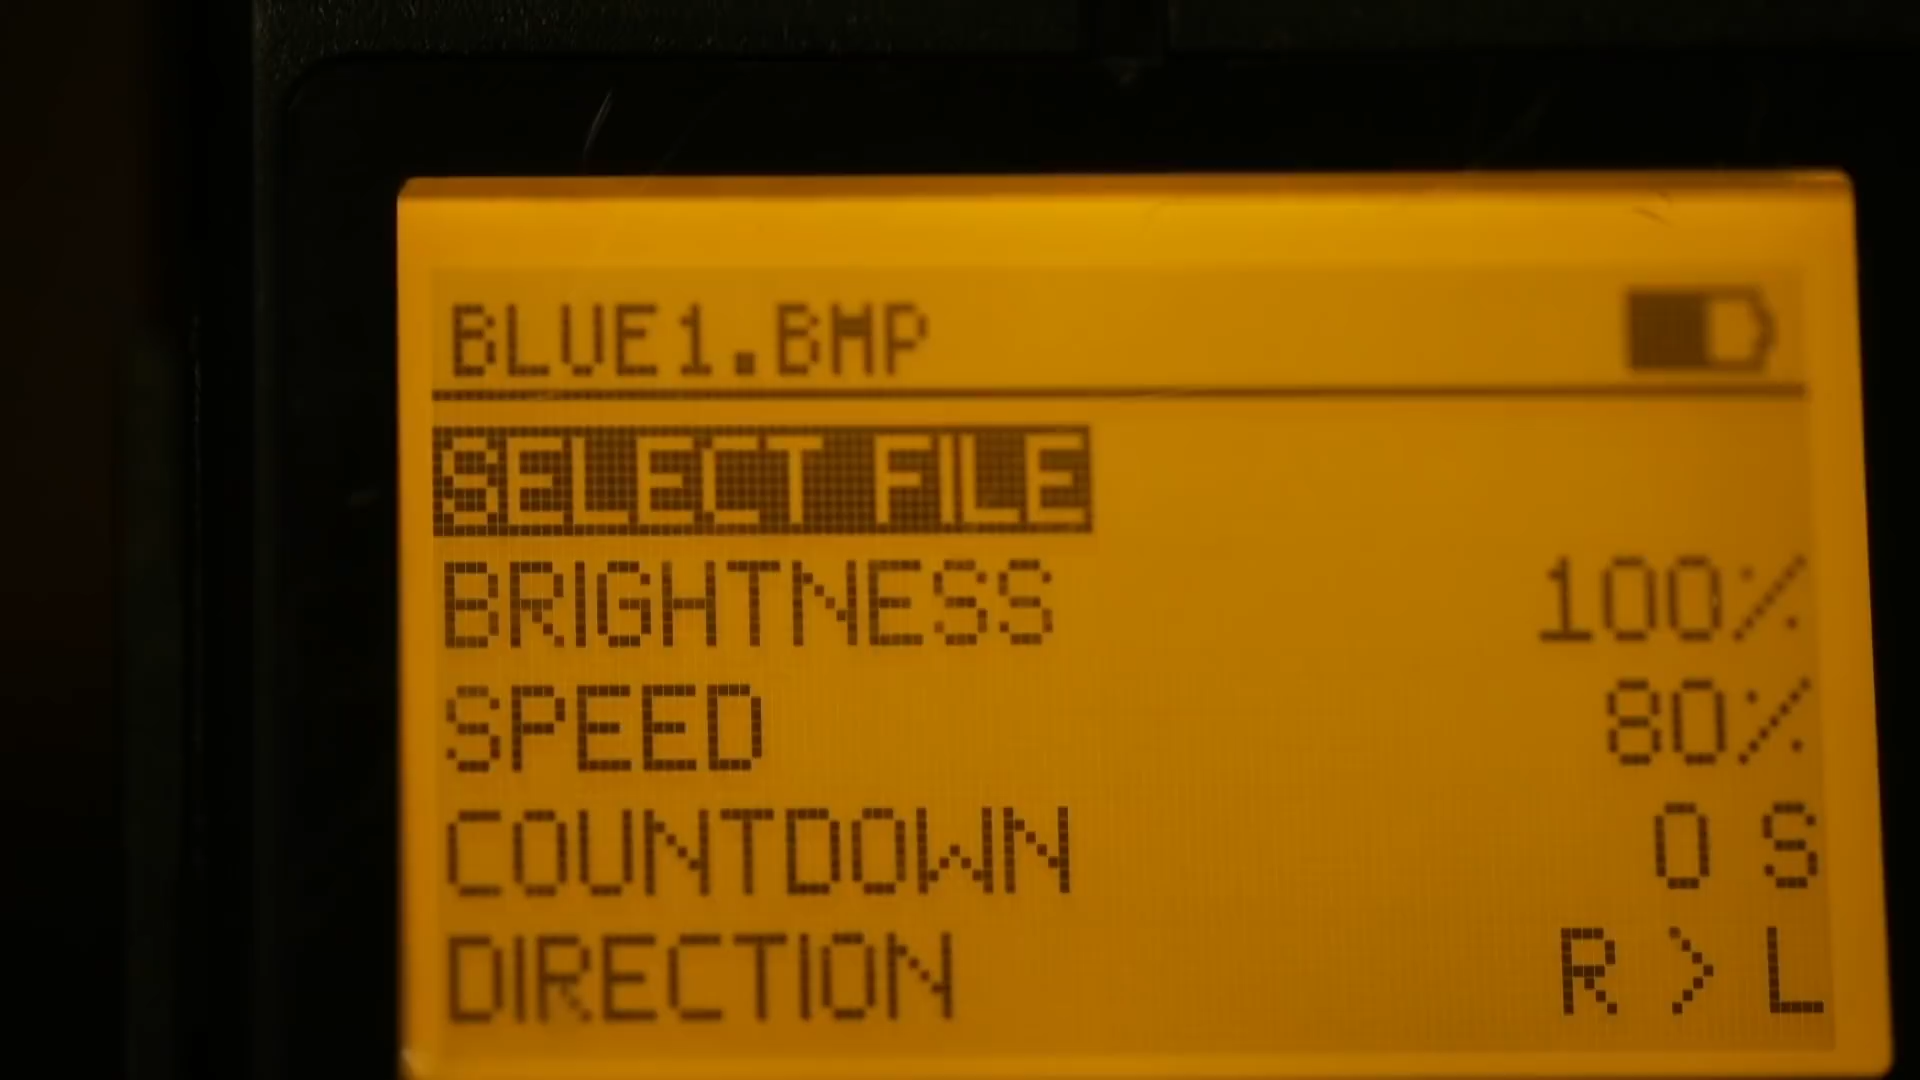 BLUE1.BMP
SELECT FILE
BRIGHTNESS 100%
SPEED 80%
COUNTDOWN 0 S
DIRECTION R > L